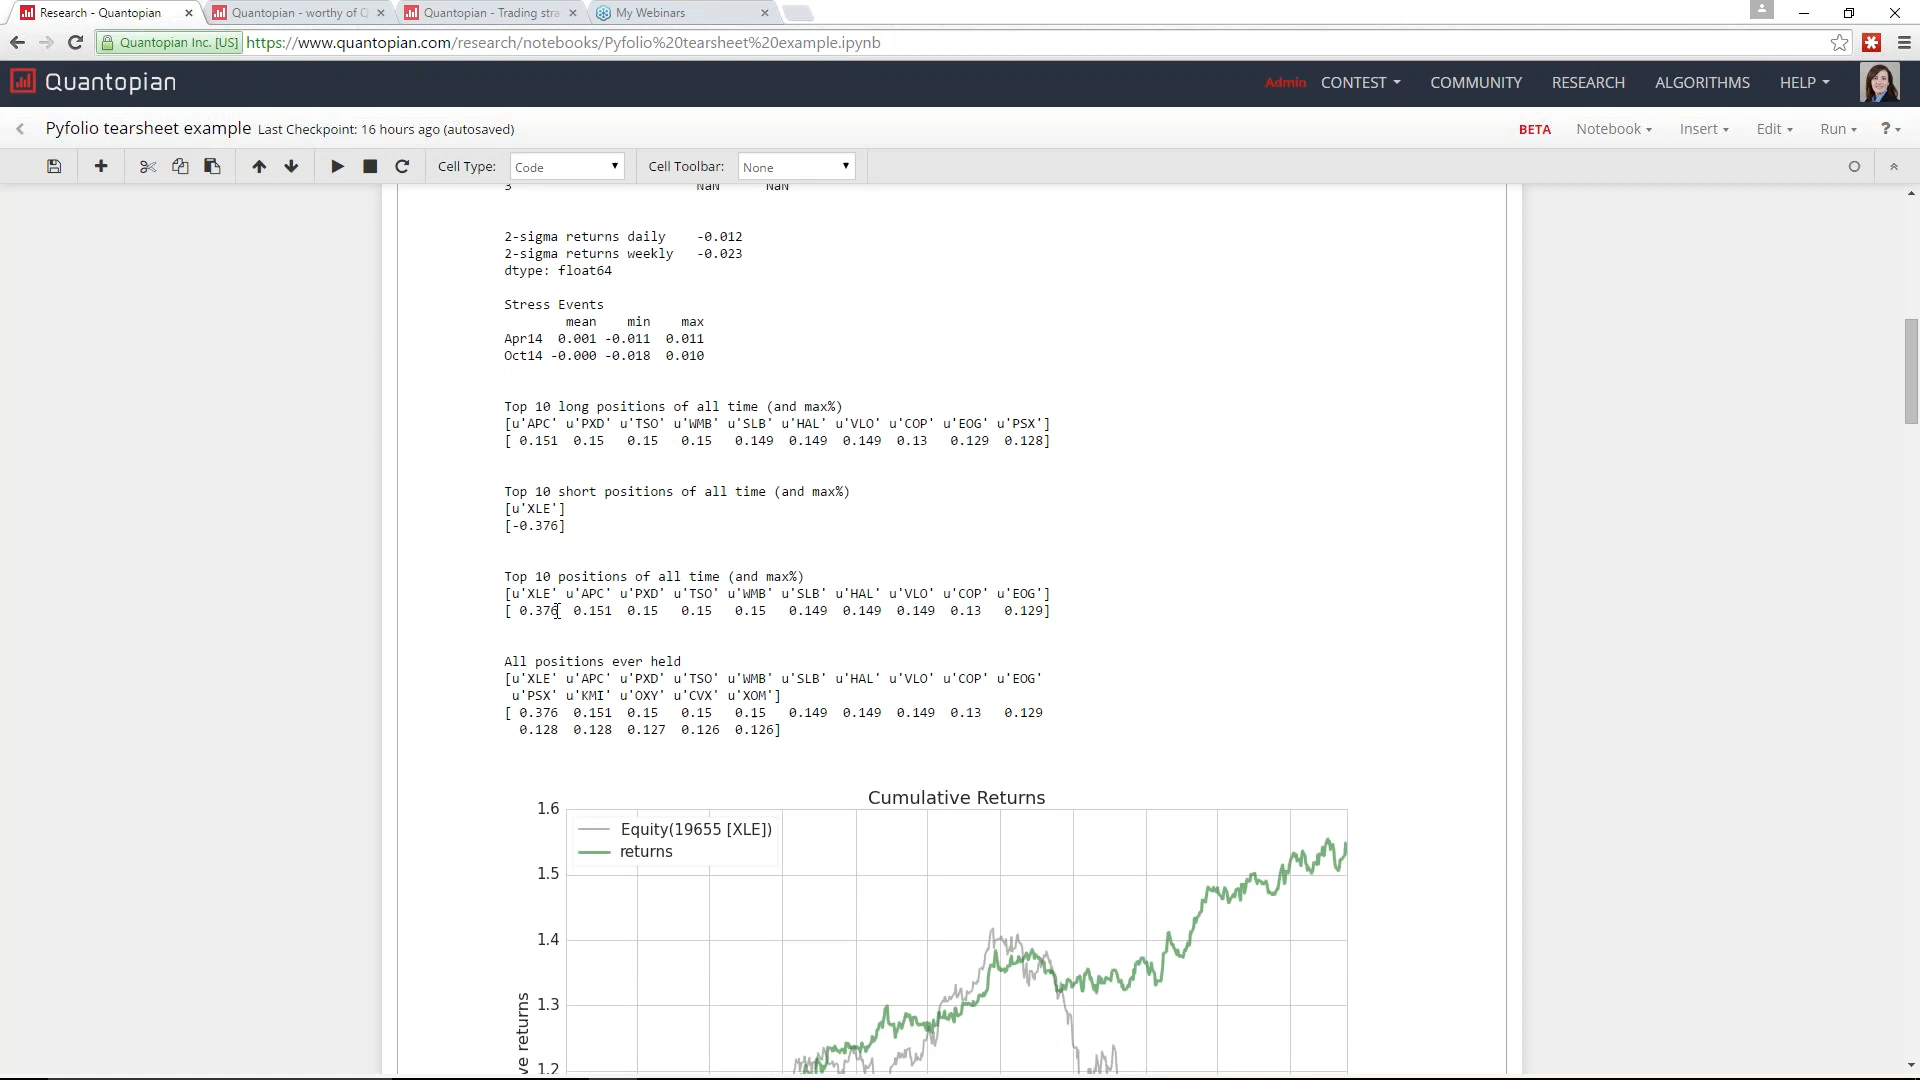 Research - Quantopian
Quantopian - worthy of Q
Quantopian - Trading stra
My Webinars
Quantopian Inc. [US] https://www.quantopian.com/research/notebooks/Pyfolio%20tearsheet%20example.ipynb
Quantopian
Admin CONTEST COMMUNITY RESEARCH ALGORITHMS HELP
Pyfolio tearsheet example Last Checkpoint: 16 hours ago (autosaved)
BETA Notebook Insert Edit Run ?
Cell Type: Code Cell Toolbar: None
3 NaN NaN
2-sigma returns daily -0.012
2-sigma returns weekly -0.023
dtype: float64
Stress Events
mean min max
Apr14 0.001 -0.011 0.011
Oct14 -0.000 -0.018 0.010
Top 10 long positions of all time (and max%)
[u'APC' u'PXD' u'TSO' u'WMB' u'SLB' u'HAL' u'VLO' u'COP' u'EOG' u'PSX']
[ 0.151 0.15 0.15 0.15 0.149 0.149 0.149 0.13 0.129 0.128]
Top 10 short positions of all time (and max%)
[u'XLE']
[-0.376]
Top 10 positions of all time (and max%)
[u'XLE' u'APC' u'PXD' u'TSO' u'WMB' u'SLB' u'HAL' u'VLO' u'COP' u'EOG']
[ 0.376 0.151 0.15 0.15 0.15 0.149 0.149 0.149 0.13 0.129]
All positions ever held
[u'XLE' u'APC' u'PXD' u'TSO' u'WMB' u'SLB' u'HAL' u'VLO' u'COP' u'EOG'
u'PSX' u'KMI' u'OXY' u'CVX' u'XOM']
[ 0.376 0.151 0.15 0.15 0.15 0.149 0.149 0.149 0.13 0.129
0.128 0.128 0.127 0.126 0.126]
Cumulative Returns
1.6
Equity(19655 [XLE])
returns
1.5
1.4
1.3
1.2
ve returns